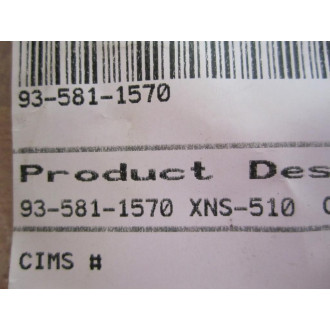 93-581-1570
Product Des
93-581-1570 XNS-510
CIMS #